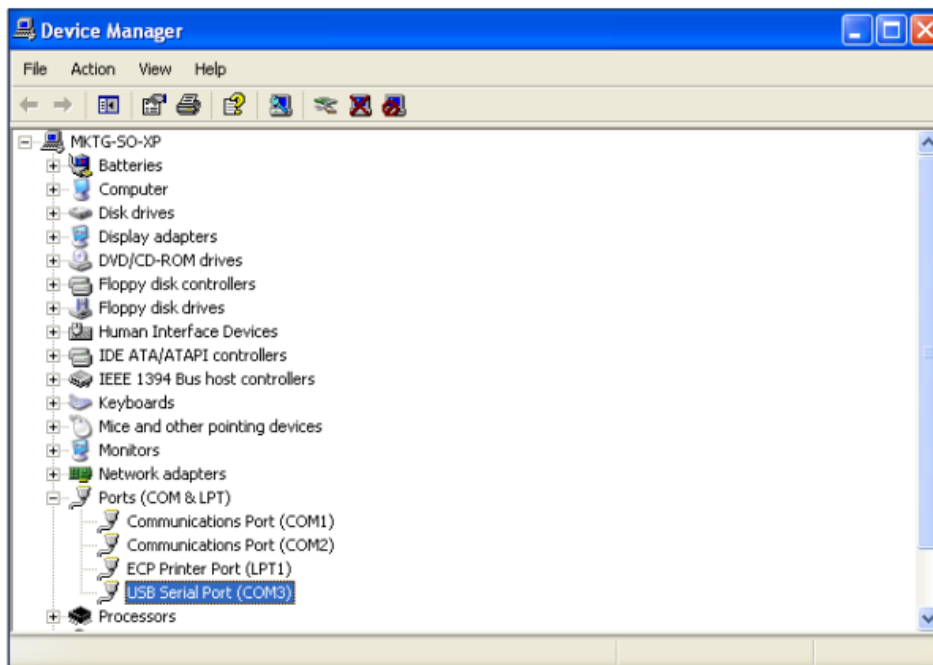 Device Manager
File Action View Help
MKTG-SO-XP
Batteries
Computer
Disk drives
Display adapters
DVD/CD-ROM drives
Floppy disk controllers
Floppy disk drives
Human Interface Devices
IDE ATA/ATAPI controllers
IEEE 1394 Bus host controllers
Keyboards
Mice and other pointing devices
Monitors
Network adapters
Ports (COM & LPT)
Communications Port (COM1)
Communications Port (COM2)
ECP Printer Port (LPT1)
USB Serial Port (COM3)
Processors